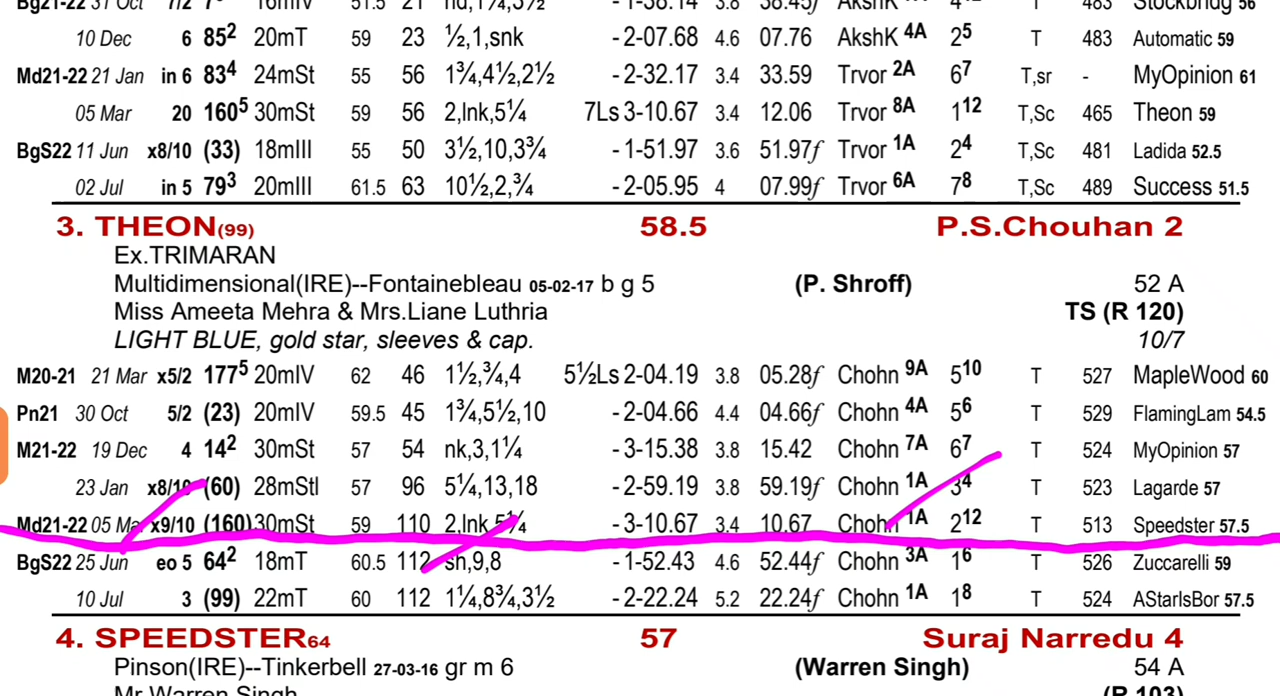 Bg21-22 31 Oct 7/2 7⁸ 16mIV 51.5 21 hd,1¼,3½ - 1-38.14 3.8 38.45f AkshK T 483 Stockbridg 56
10 Dec 6 85² 20mT 59 23 ½,1,snk - 2-07.68 4.6 07.76 AkshK 4A 2⁵ T 483 Automatic 59
Md21-22 21 Jan in 6 83⁴ 24mSt 55 56 1¾,4½,2½ - 2-32.17 3.4 33.59 Trvor 2A 6⁷ T,sr - MyOpinion 61
05 Mar 20 160⁵ 30mSt 59 56 2,lnk,5¼ 7Ls 3-10.67 3.4 12.06 Trvor 8A 1¹² T,Sc 465 Theon 59
BgS22 11 Jun x8/10 (33) 18mIII 55 50 3½,10,3¾ - 1-51.97 3.6 51.97f Trvor 1A 2⁴ T,Sc 481 Ladida 52.5
02 Jul in 5 79³ 20mIII 61.5 63 10½,2,¾ - 2-05.95 4 07.99f Trvor 6A 7⁸ T,Sc 489 Success 51.5
3. THEON(99) 58.5 P.S.Chouhan 2
Ex.TRIMARAN
Multidimensional(IRE)--Fontainebleau 05-02-17 b g 5 (P. Shroff) 52 A
Miss Ameeta Mehra & Mrs.Liane Luthria TS (R 120)
LIGHT BLUE, gold star, sleeves & cap. 10/7
M20-21 21 Mar x5/2 177⁵ 20mIV 62 46 1½,¾,4 5½Ls 2-04.19 3.8 05.28f Chohn 9A 5¹⁰ T 527 MapleWood 60
Pn21 30 Oct 5/2 (23) 20mIV 59.5 45 1¾,5½,10 - 2-04.66 4.4 04.66f Chohn 4A 5⁶ T 529 FlamingLam 54.5
M21-22 19 Dec 4 14² 30mSt 57 54 nk,3,1¼ - 3-15.38 3.8 15.42 Chohn 7A 6⁷ T 524 MyOpinion 57
23 Jan x8/10 (60) 28mStI 57 96 5¼,13,18 - 2-59.19 3.8 59.19f Chohn 1A 3⁴ T 523 Lagarde 57
Md21-22 05 Mar x9/10 (160) 30mSt 59 110 2,lnk,5¼ - 3-10.67 3.4 10.67 Chohn 1A 2¹² T 513 Speedster 57.5
BgS22 25 Jun eo 5 64² 18mT 60.5 112 sh,9,8 - 1-52.43 4.6 52.44f Chohn 3A 1⁶ T 526 Zuccarelli 59
10 Jul 3 (99) 22mT 60 112 1¼,8¾,3½ - 2-22.24 5.2 22.24f Chohn 1A 1⁸ T 524 AStarIsBor 57.5
4. SPEEDSTER64 57 Suraj Narredu 4
Pinson(IRE)--Tinkerbell 27-03-16 gr m 6 (Warren Singh) 54 A
Mr Warren Singh (R 103)